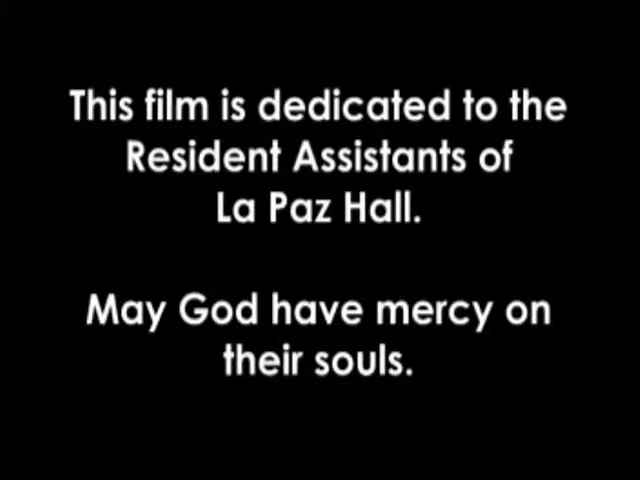 This film is dedicated to the
Resident Assistants of
La Paz Hall.
May God have mercy on
their souls.